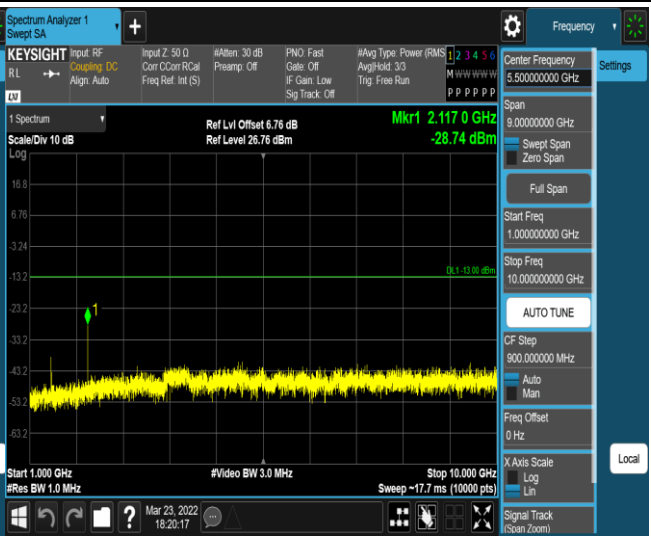 Spectrum Analyzer 1
Swept SA
Frequency
KEYSIGHT
RL
LXI
Input: RF
Coupling: DC
Align: Auto
Input Z: 50 Ω
Corr CCorr RCal
Freq Ref: Int (S)
#Atten: 30 dB
Preamp: Off
PNO: Fast
Gate: Off
IF Gain: Low
Sig Track: Off
#Avg Type: Power (RMS
Avg|Hold: 3/3
Trig: Free Run
1 2 3 4 5 6
M W W W W W
P P P P P P
1 Spectrum
Scale/Div 10 dB
Ref Lvl Offset 6.76 dB
Ref Level 26.76 dBm
Mkr1 2.117 0 GHz
-28.74 dBm
Log
16.8
6.76
-3.24
-13.2
-23.2
-33.2
-43.2
-53.2
-63.2
DL1 -13.00 dBm
1
Start 1.000 GHz
#Res BW 1.0 MHz
#Video BW 3.0 MHz
Stop 10.000 GHz
Sweep ~17.7 ms (10000 pts)
?
Mar 23, 2022
18:20:17
Center Frequency
5.500000000 GHz
Span
9.00000000 GHz
Swept Span
Zero Span
Full Span
Start Freq
1.000000000 GHz
Stop Freq
10.000000000 GHz
AUTO TUNE
CF Step
900.000000 MHz
Auto
Man
Freq Offset
0 Hz
X Axis Scale
Log
Lin
Signal Track
(Span Zoom)
Settings
Local